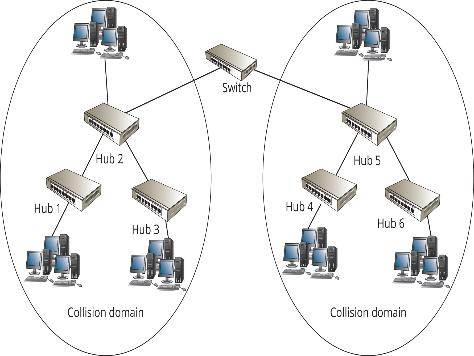 Switch
Hub 2
Hub 5
Hub 1
Hub 3
Hub 4
Hub 6
Collision domain
Collision domain